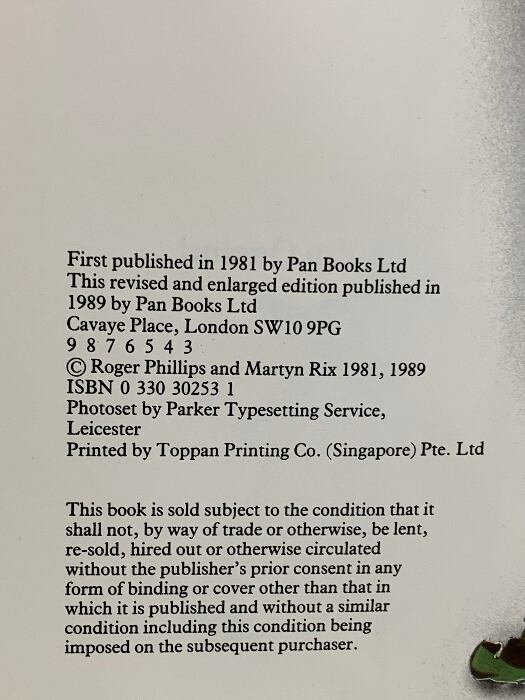 First published in 1981 by Pan Books Ltd
This revised and enlarged edition published in
1989 by Pan Books Ltd
Cavaye Place, London SW10 9PG
9 8 7 6 5 4 3
© Roger Phillips and Martyn Rix 1981, 1989
ISBN 0 330 30253 1
Photoset by Parker Typesetting Service,
Leicester
Printed by Toppan Printing Co. (Singapore) Pte. Ltd
This book is sold subject to the condition that it
shall not, by way of trade or otherwise, be lent,
re-sold, hired out or otherwise circulated
without the publisher's prior consent in any
form of binding or cover other than that in
which it is published and without a similar
condition including this condition being
imposed on the subsequent purchaser.